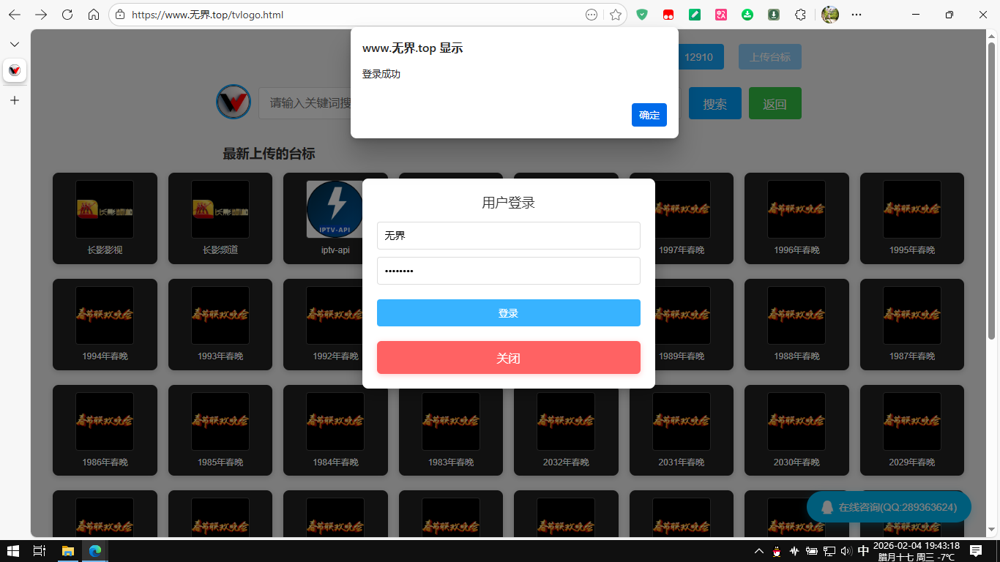 https://www.无界.top/tvlogo.html
www.无界.top 显示
登录成功
确定
12910
上传台标
请输入关键词搜
搜索
返回
最新上传的台标
长影影视
长影频道
IPTV-API
iptv-api
1997年春晚
1996年春晚
1995年春晚
用户登录
无界
••••••••
登录
关闭
春节联欢晚会
1994年春晚
1993年春晚
1992年春晚
1989年春晚
1988年春晚
1987年春晚
1986年春晚
1985年春晚
1984年春晚
1983年春晚
2032年春晚
2031年春晚
2030年春晚
2029年春晚
在线咨询(QQ:289363624)
中
2026-02-04 19:43:18
腊月十七 周三 -7℃